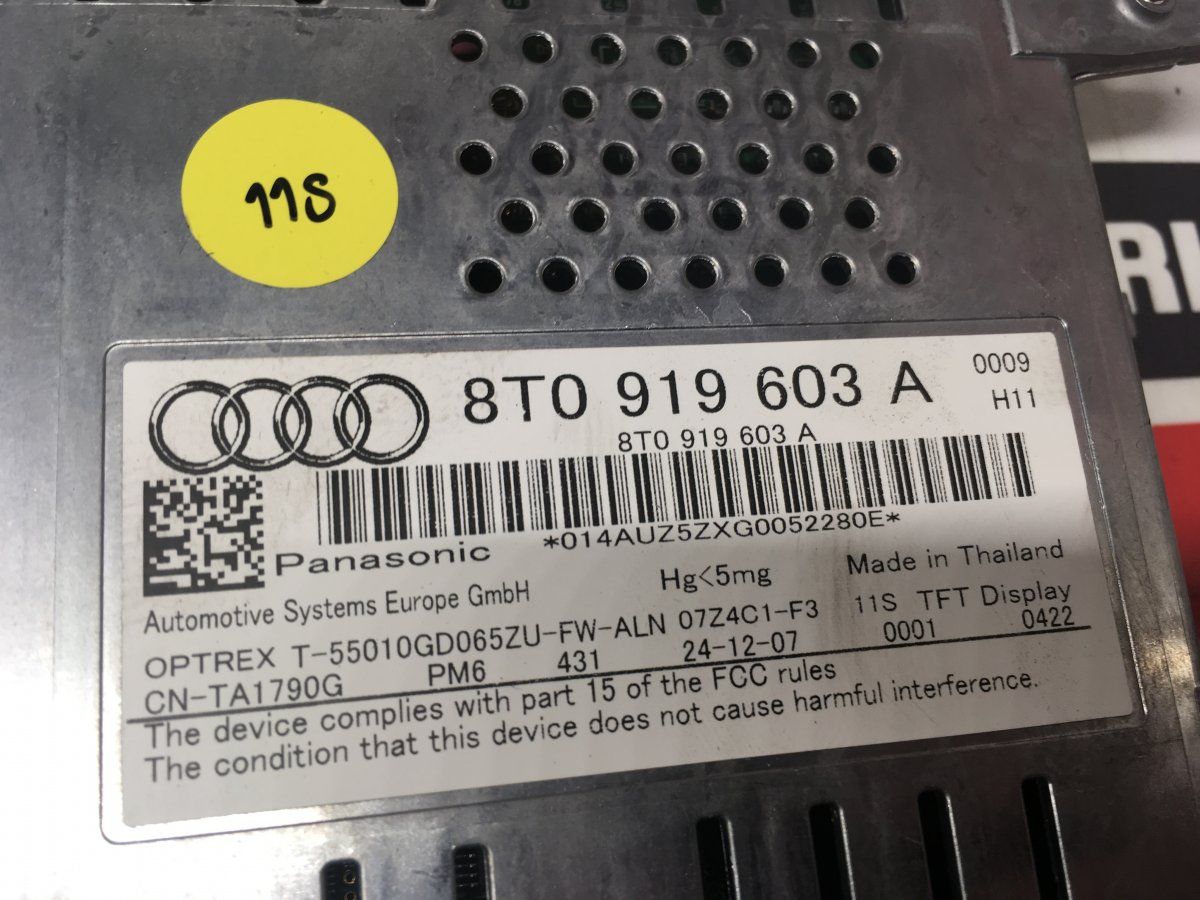 11S
8T0 919 603 A 0009
H11
8T0 919 603 A
*014AUZ5ZXG0052280E*
Panasonic
Automotive Systems Europe GmbH Hg<5mg Made in Thailand
OPTREX T-55010GD065ZU-FW-ALN 07Z4C1-F3 11S TFT Display
CN-TA1790G PM6 431 24-12-07 0001 0422
The device complies with part 15 of the FCC rules
The condition that this device does not cause harmful interference.